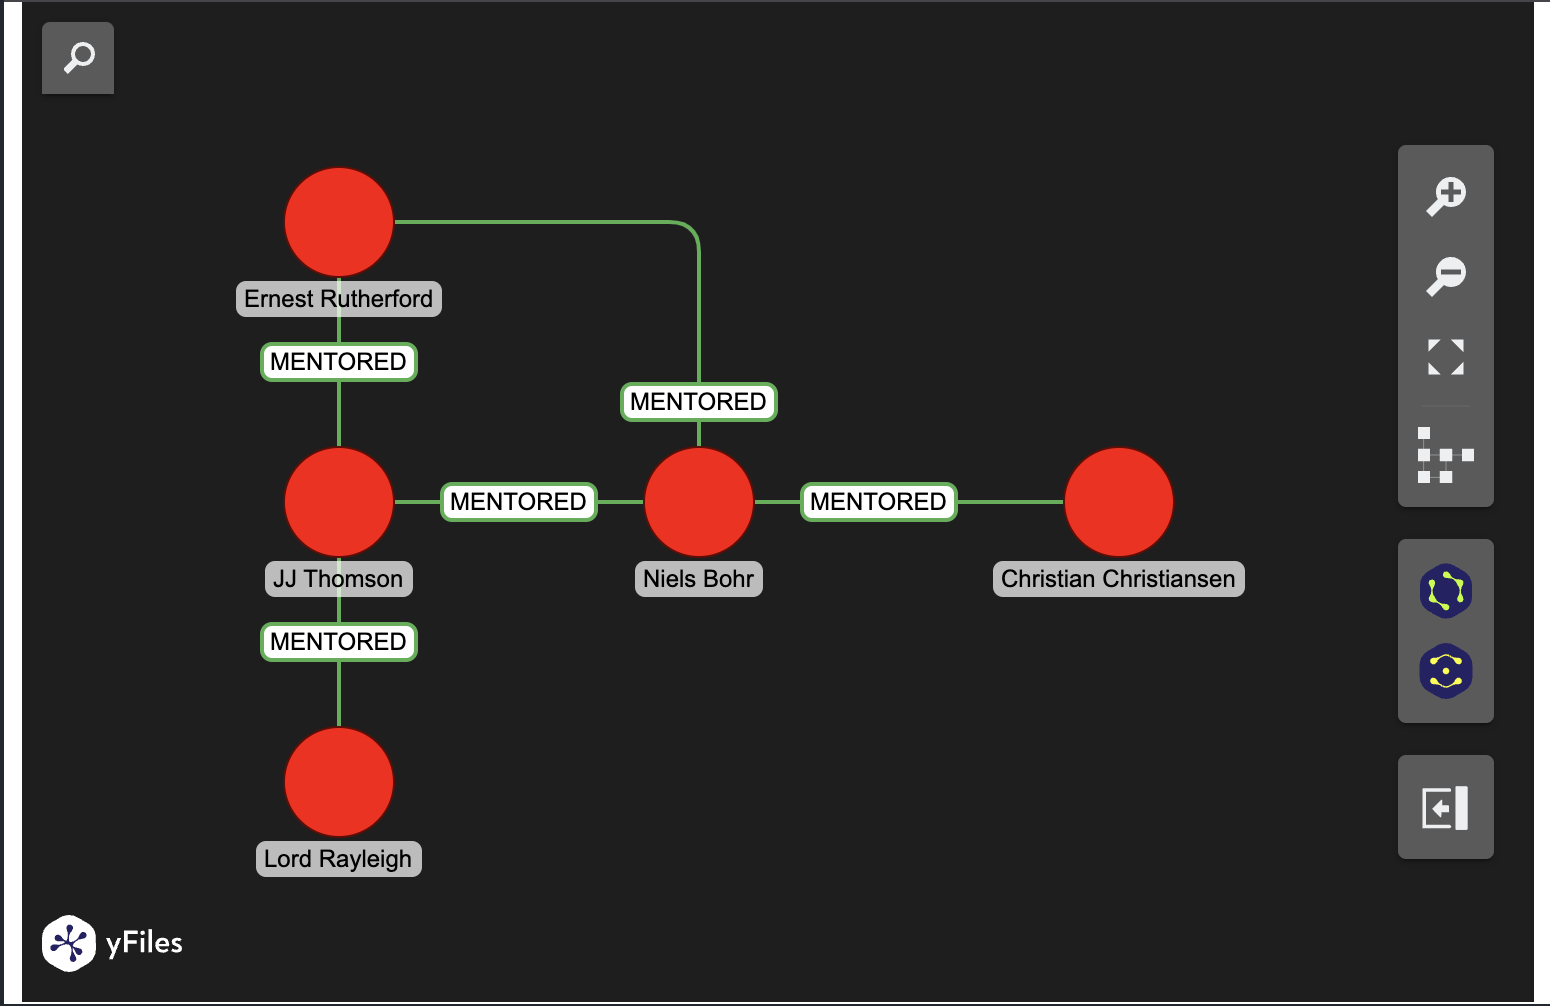 Ernest Rutherford
MENTORED
MENTORED
JJ Thomson
MENTORED
Niels Bohr
MENTORED
Christian Christiansen
MENTORED
Lord Rayleigh
yFiles